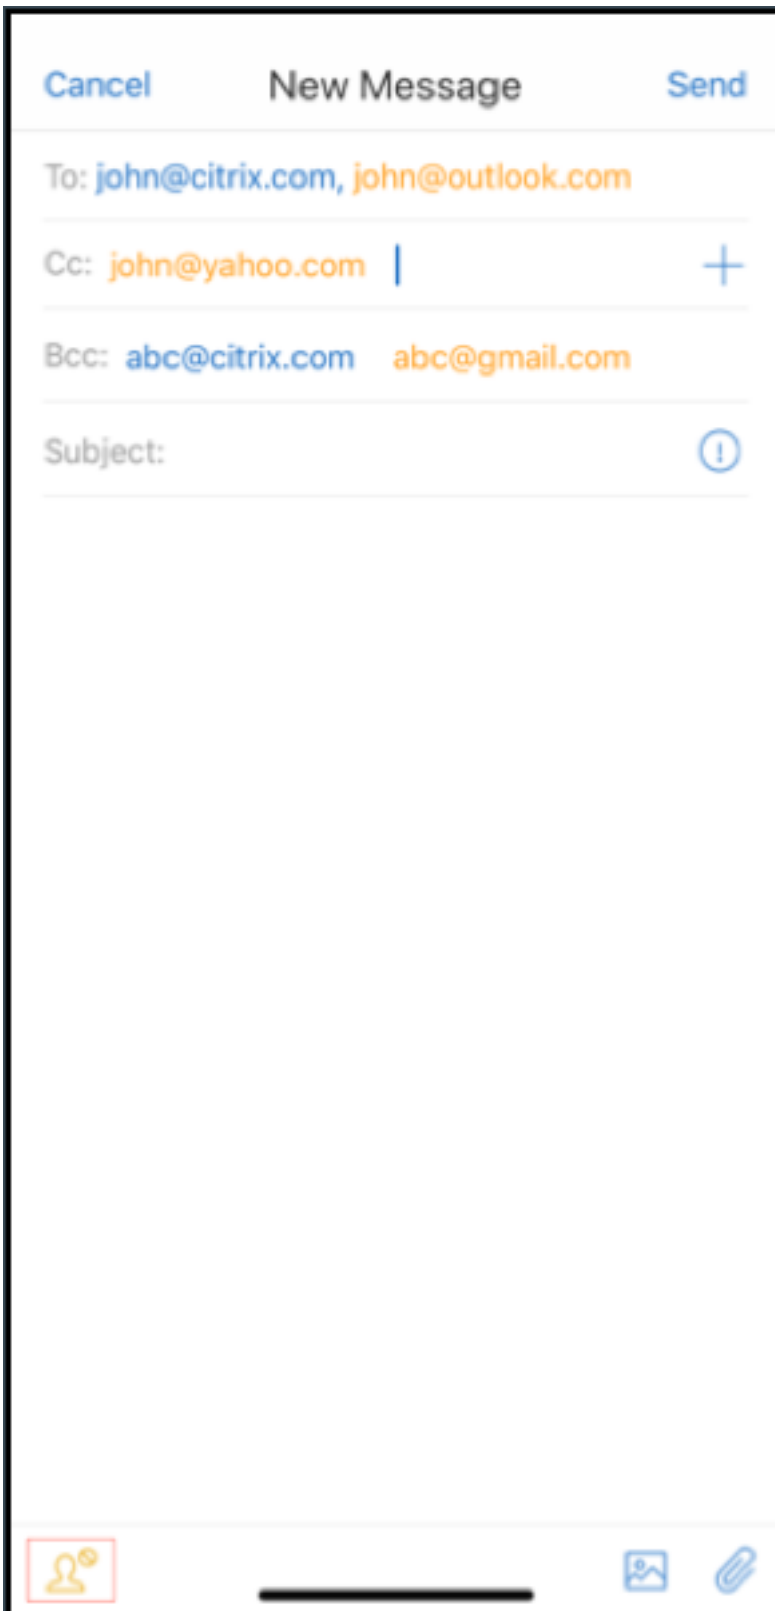 Cancel New Message Send
To: john@citrix.com, john@outlook.com
Cc: john@yahoo.com
Bcc: abc@citrix.com abc@gmail.com
Subject: